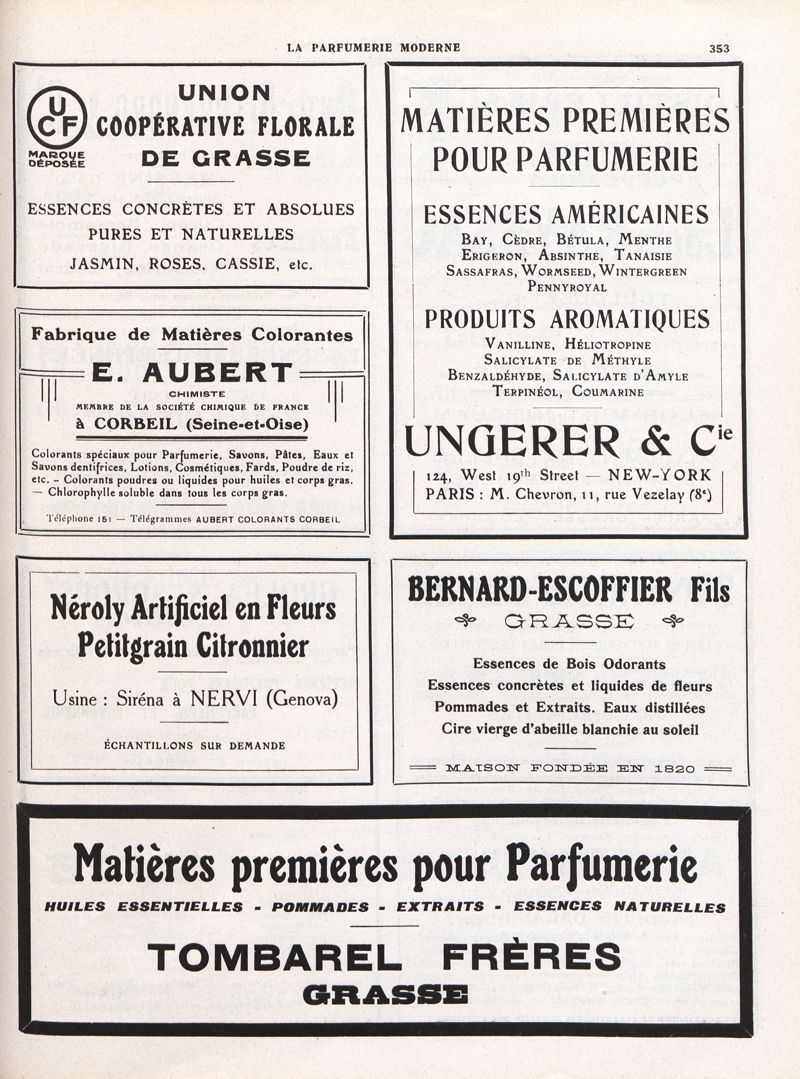 LA PARFUMERIE MODERNE
353
UCF
MARQUE
DÉPOSÉE
UNION
COOPÉRATIVE FLORALE
DE GRASSE
ESSENCES CONCRÈTES ET ABSOLUES
PURES ET NATURELLES
JASMIN, ROSES, CASSIE, etc.
Fabrique de Matières Colorantes
E. AUBERT
CHIMISTE
MEMBRE DE LA SOCIÉTÉ CHIMIQUE DE FRANCE
à CORBEIL (Seine-et-Oise)
Colorants spéciaux pour Parfumerie, Savons, Pâtes, Eaux et
Savons dentifrices, Lotions, Cosmétiques, Fards, Poudre de riz,
etc. – Colorants poudres ou liquides pour huiles et corps gras.
— Chlorophylle soluble dans tous les corps gras.
Téléphone 151 — Télégrammes AUBERT COLORANTS CORBEIL
MATIÈRES PREMIÈRES
POUR PARFUMERIE
ESSENCES AMÉRICAINES
BAY, CÈDRE, BÉTULA, MENTHE
ERIGERON, ABSINTHE, TANAISIE
SASSAFRAS, WORMSEED, WINTERGREEN
PENNYROYAL
PRODUITS AROMATIQUES
VANILLINE, HÉLIOTROPINE
SALICYLATE DE MÉTHYLE
BENZALDÉHYDE, SALICYLATE D'AMYLE
TERPINÉOL, COUMARINE
UNGERER & Cie
124, West 19th Street — NEW-YORK
PARIS : M. Chevron, 11, rue Vezelay (8e)
Néroly Artificiel en Fleurs
Petitgrain Citronnier
Usine : Siréna à NERVI (Genova)
ÉCHANTILLONS SUR DEMANDE
BERNARD-ESCOFFIER Fils
GRASSE
Essences de Bois Odorants
Essences concrètes et liquides de fleurs
Pommades et Extraits. Eaux distillées
Cire vierge d'abeille blanchie au soleil
MAISON FONDÉE EN 1820
Matières premières pour Parfumerie
HUILES ESSENTIELLES - POMMADES - EXTRAITS - ESSENCES NATURELLES
TOMBAREL FRÈRES
GRASSE